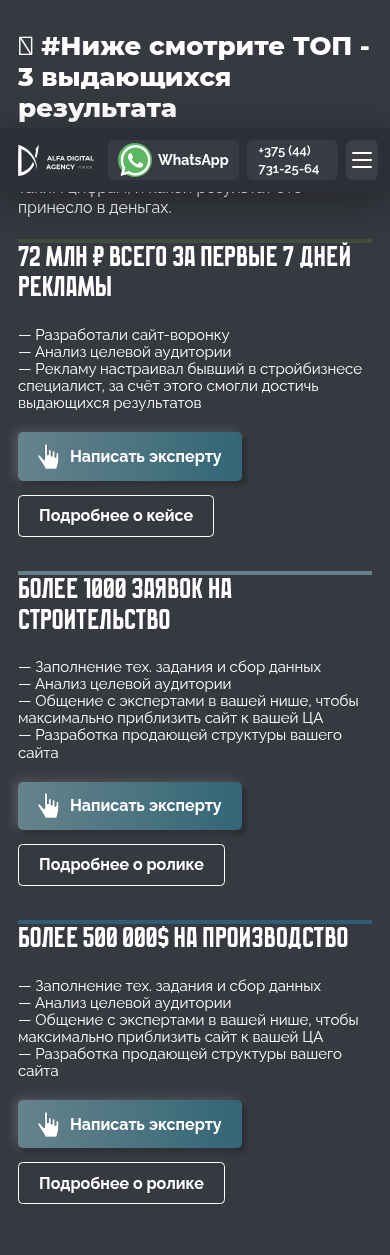 #Ниже смотрите ТОП -
3 выдающихся
результата
ALFA DIGITAL
AGENCY
WhatsApp
+375 (44)
731-25-64
принесло в деньгах.
72 МЛН ₽ ВСЕГО ЗА ПЕРВЫЕ 7 ДНЕЙ
РЕКЛАМЫ
— Разработали сайт-воронку
— Анализ целевой аудитории
— Рекламу настраивал бывший в стройбизнесе
специалист, за счёт этого смогли достичь
выдающихся результатов
Написать эксперту
Подробнее о кейсе
БОЛЕЕ 1000 ЗАЯВОК НА
СТРОИТЕЛЬСТВО
— Заполнение тех. задания и сбор данных
— Анализ целевой аудитории
— Общение с экспертами в вашей нише, чтобы
максимально приблизить сайт к вашей ЦА
— Разработка продающей структуры вашего
сайта
Написать эксперту
Подробнее о ролике
БОЛЕЕ 500 000$ НА ПРОИЗВОДСТВО
— Заполнение тех. задания и сбор данных
— Анализ целевой аудитории
— Общение с экспертами в вашей нише, чтобы
максимально приблизить сайт к вашей ЦА
— Разработка продающей структуры вашего
сайта
Написать эксперту
Подробнее о ролике